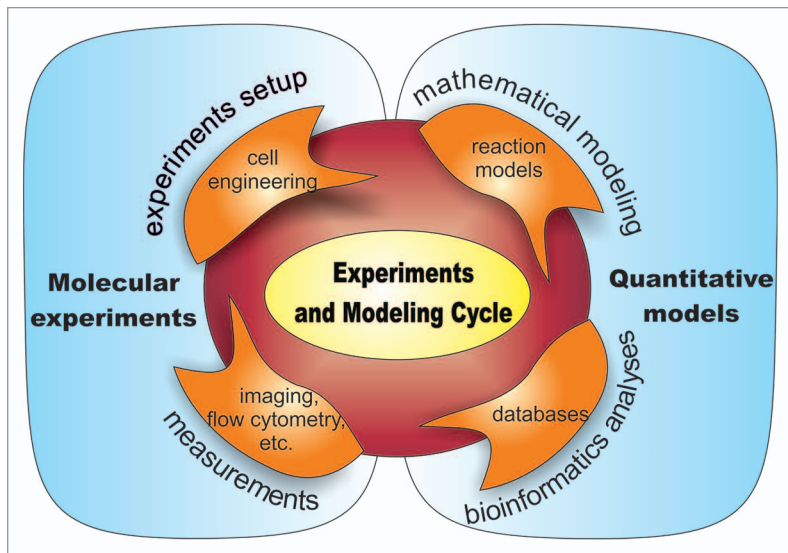 experiments setup
mathematical modeling
cell
engineering
reaction
models
Molecular
experiments
Experiments
and Modeling Cycle
Quantitative
models
imaging,
flow cytometry,
etc.
databases
measurements
bioinformatics analyses